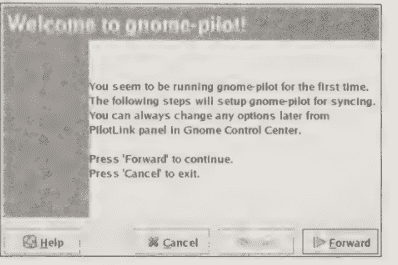 Welcome to gnome-pilot!
You seem to be running gnome-pilot for the first time.
The following steps will setup gnome-pilot for syncing.
You can always change any options later from
PilotLink panel in Gnome Control Center.
Press 'Forward' to continue.
Press 'Cancel' to exit.
Help
Cancel
Forward